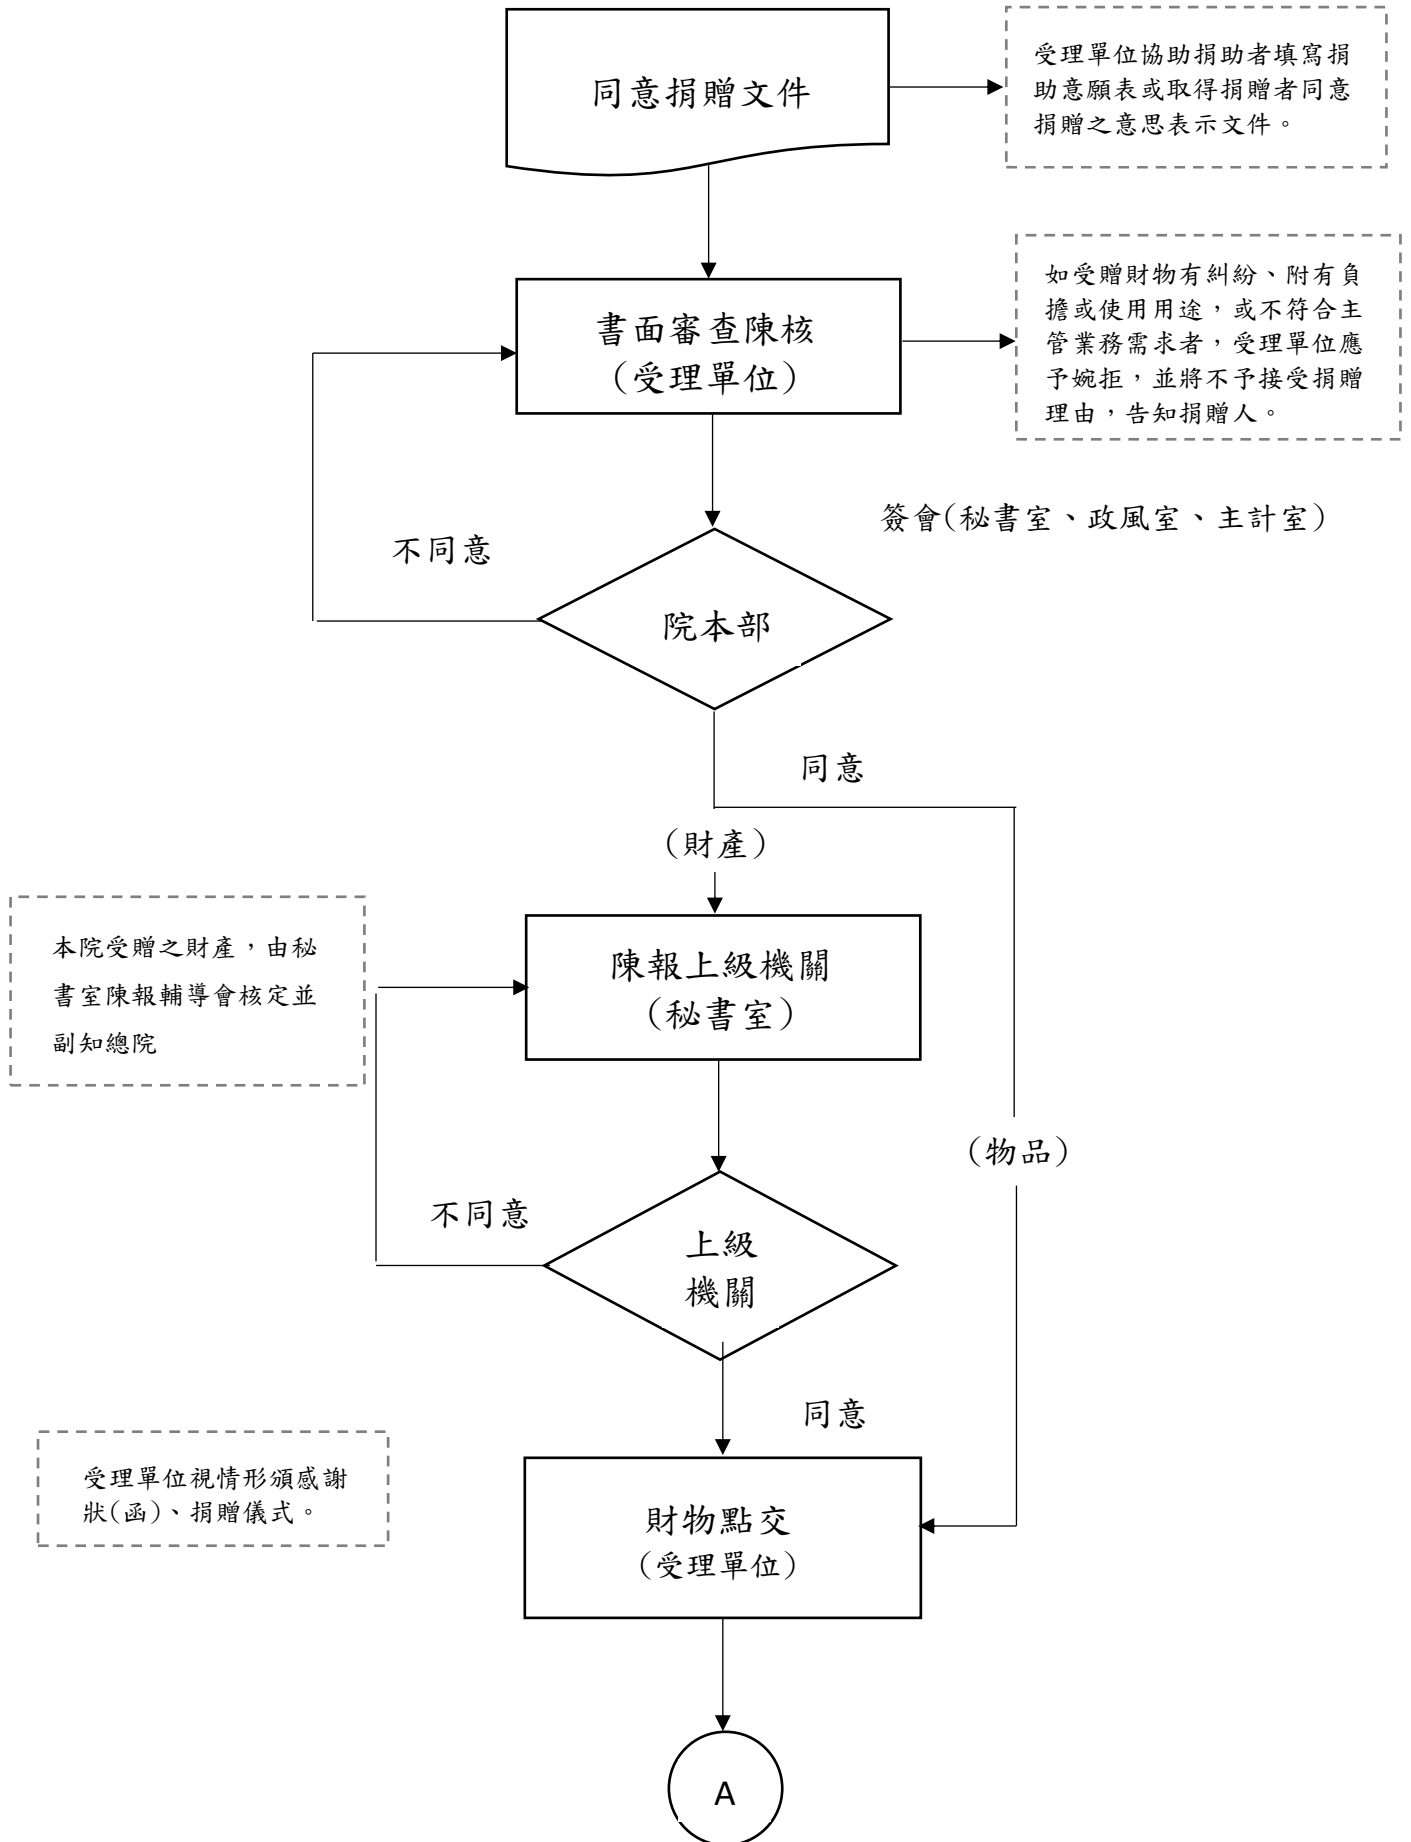 同意捐贈文件
受理單位協助捐助者填寫捐
助意願表或取得捐贈者同意
捐贈之意思表示文件。
書面審查陳核
(受理單位)
如受贈財物有糾紛、附有負
擔或使用用途，或不符合主
管業務需求者，受理單位應
予婉拒，並將不予接受捐贈
理由，告知捐贈人。
簽會(秘書室、政風室、主計室)
不同意
院本部
同意
(財產)
本院受贈之財產，由秘
書室陳報輔導會核定並
副知總院
陳報上級機關
(秘書室)
(物品)
不同意
上級
機關
同意
受理單位視情形頒感謝
狀(函)、捐贈儀式。
財物點交
(受理單位)
A